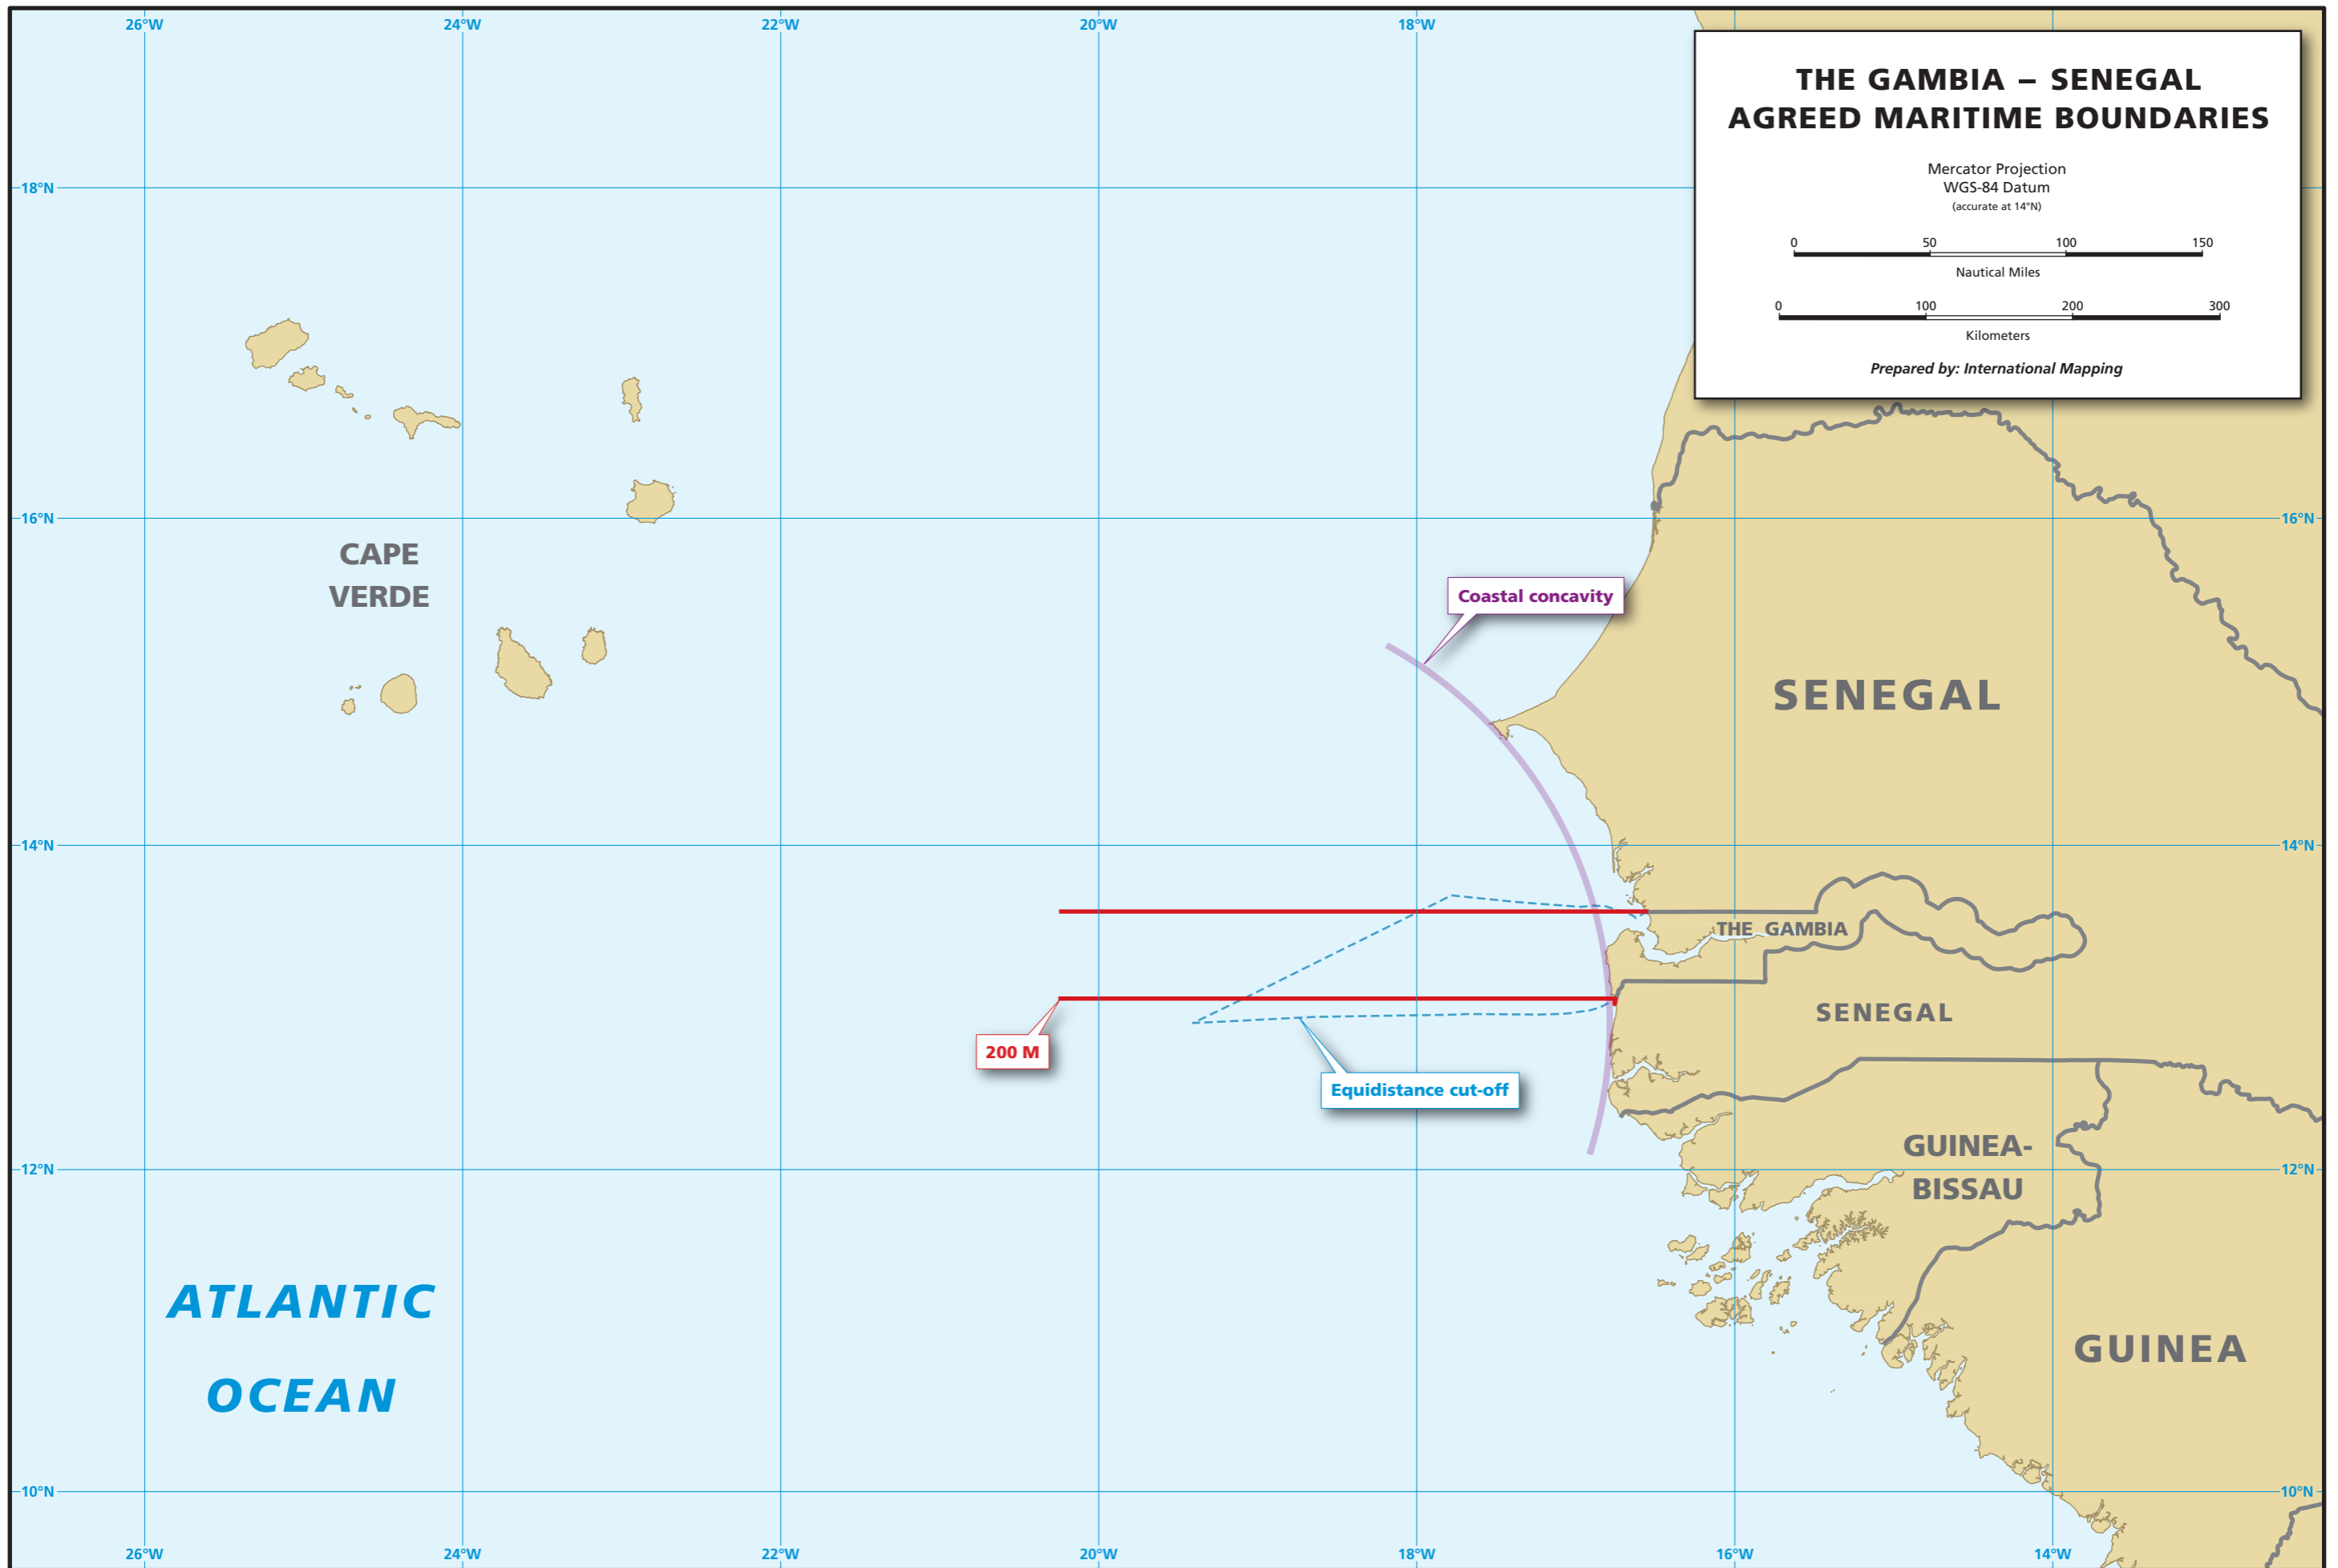 26°W 24°W 22°W 20°W 18°W
THE GAMBIA – SENEGAL
AGREED MARITIME BOUNDARIES
Mercator Projection
WGS-84 Datum
(accurate at 14°N)
0 50 100 150
Nautical Miles
0 100 200 300
Kilometers
Prepared by: International Mapping
18°N
16°N 16°N
CAPE
VERDE
Coastal concavity
SENEGAL
14°N 14°N
THE GAMBIA
SENEGAL
200 M
Equidistance cut-off
GUINEA-
BISSAU
12°N 12°N
ATLANTIC
OCEAN
GUINEA
10°N 10°N
26°W 24°W 22°W 20°W 18°W 16°W 14°W